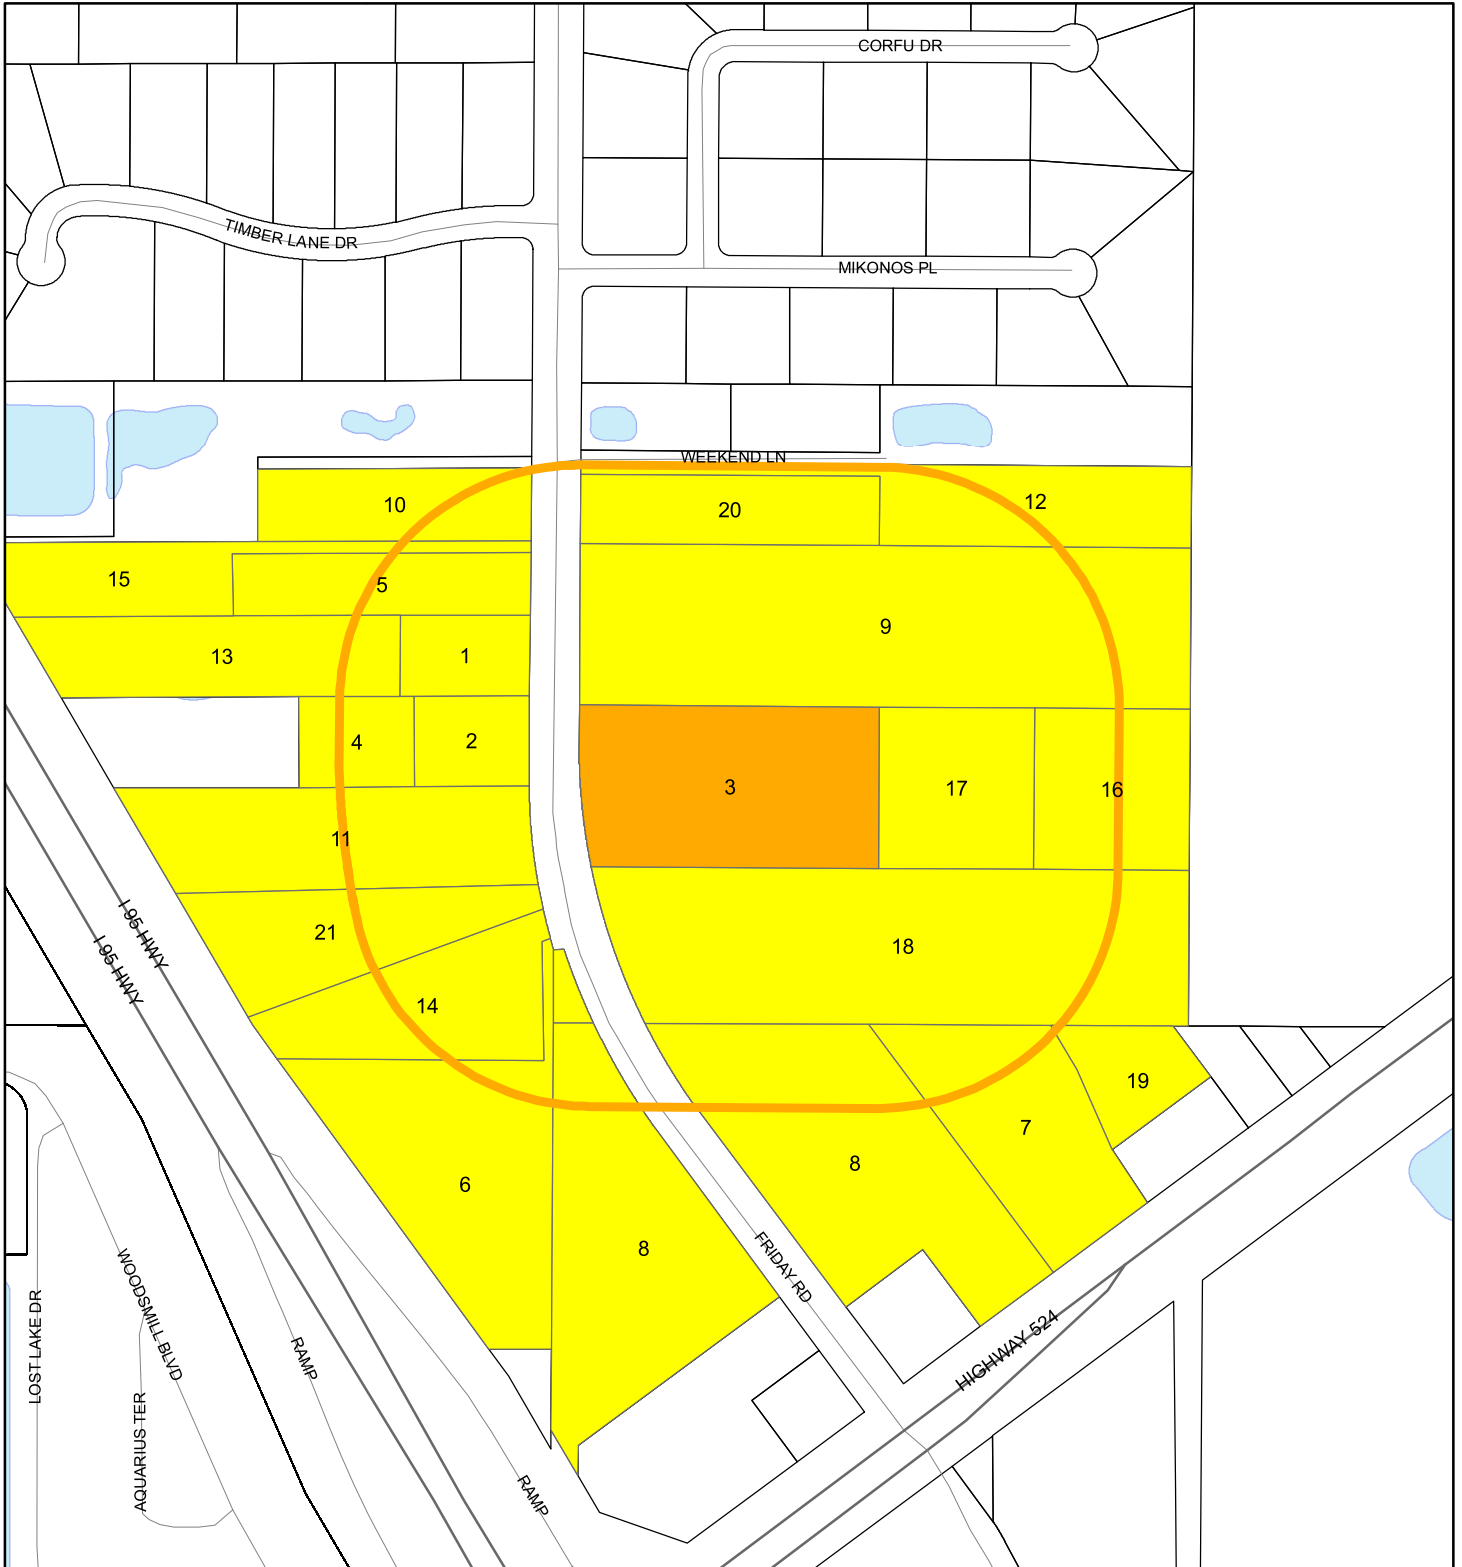 CORFU DR
TIMBER LANE DR
MIKONOS PL
WEEKEND LN
10
20
12
15
5
9
13
1
4
2
3
17
16
11
21
18
14
I 95 HWY
I 95 HWY
19
7
8
6
8
FRIDAY RD
WOODSMILL BLVD
LOST LAKE DR
RAMP
HIGHWAY 524
AQUARIUS TER
RAMP